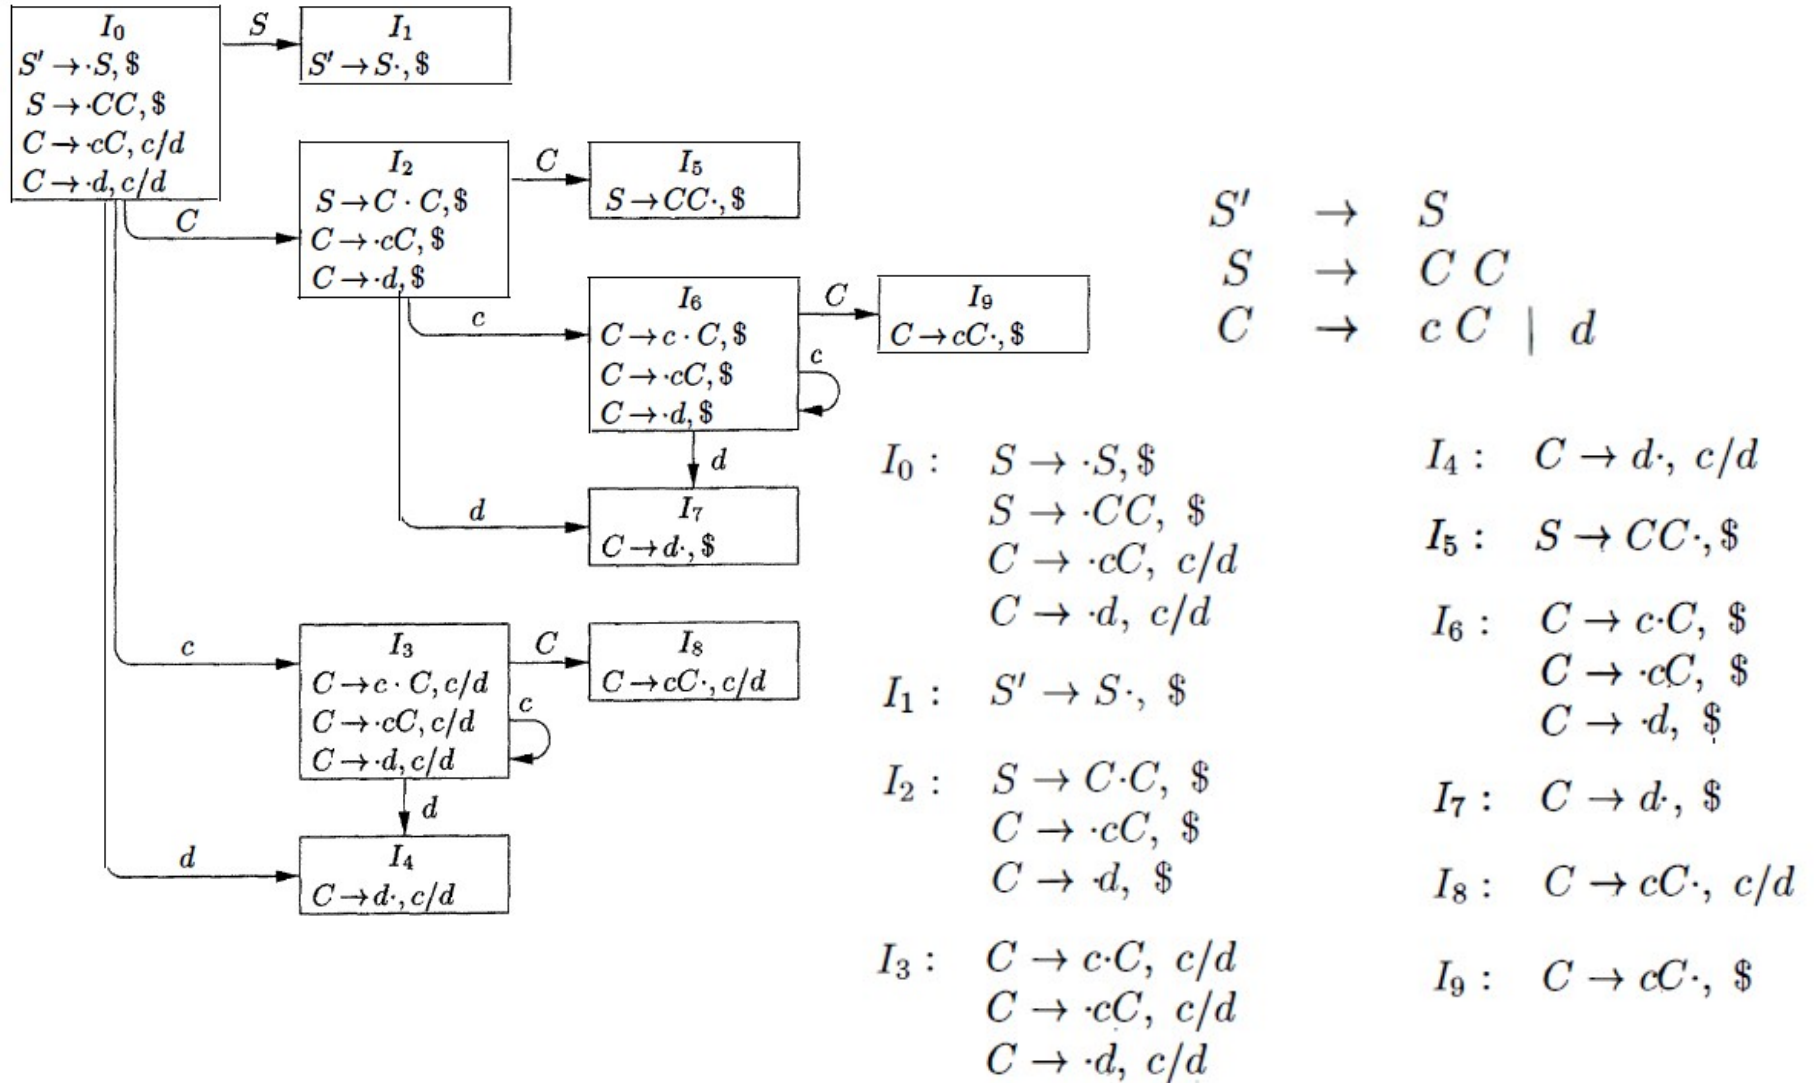 I₀
S′ → ·S, $
S → ·CC, $
C → ·cC, c/d
C → ·d, c/d
S
I₁
S′ → S·, $
C
I₂
S → C · C, $
C → ·cC, $
C → ·d, $
C
I₅
S → CC·, $
c
I₆
C → c · C, $
C → ·cC, $
C → ·d, $
C
I₉
C → cC·, $
c
d
d
I₇
C → d·, $
c
I₃
C → c · C, c/d
C → ·cC, c/d
C → ·d, c/d
C
I₈
C → cC·, c/d
c
d
d
I₄
C → d·, c/d
S′ → S
S → C C
C → c C | d
I₀ : S → ·S, $
S → ·CC, $
C → ·cC, c/d
C → ·d, c/d
I₁ : S′ → S·, $
I₂ : S → C·C, $
C → ·cC, $
C → ·d, $
I₃ : C → c·C, c/d
C → ·cC, c/d
C → ·d, c/d
I₄ : C → d·, c/d
I₅ : S → CC·, $
I₆ : C → c·C, $
C → ·cC, $
C → ·d, $
I₇ : C → d·, $
I₈ : C → cC·, c/d
I₉ : C → cC·, $